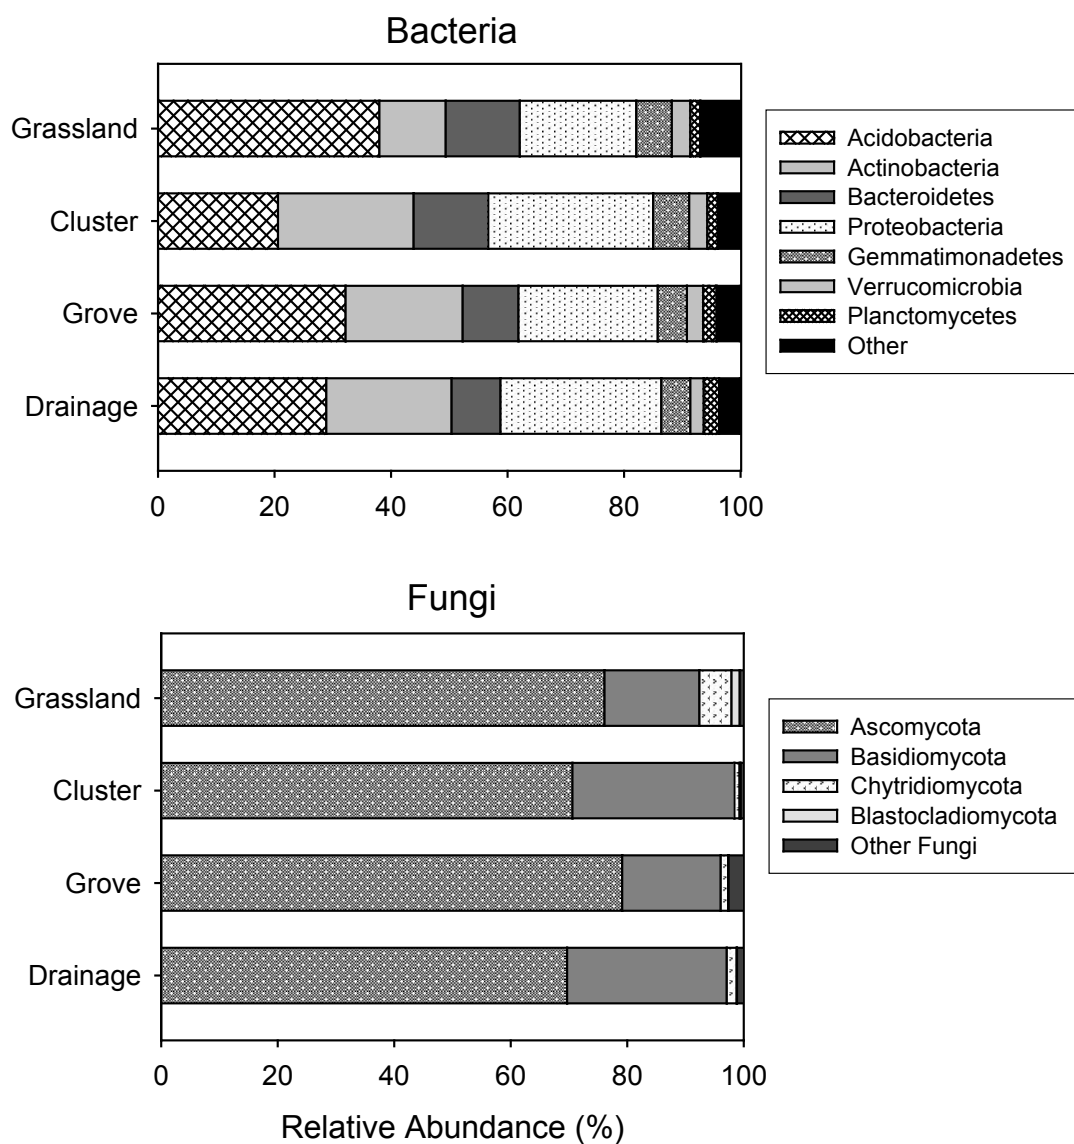 Bacteria
Grassland
Cluster
Grove
Drainage
0 20 40 60 80 100
Acidobacteria
Actinobacteria
Bacteroidetes
Proteobacteria
Gemmatimonadetes
Verrucomicrobia
Planctomycetes
Other
Fungi
Grassland
Cluster
Grove
Drainage
0 20 40 60 80 100
Relative Abundance (%)
Ascomycota
Basidiomycota
Chytridiomycota
Blastocladiomycota
Other Fungi